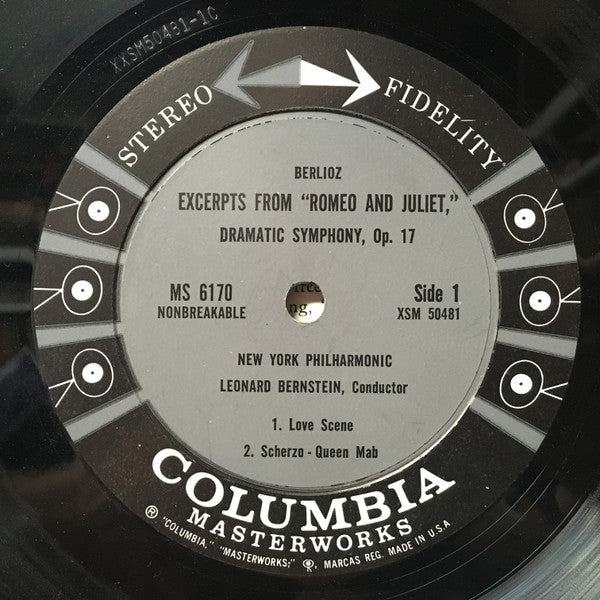 XXSM50481-1C
STEREO FIDELITY
BERLIOZ
EXCERPTS FROM "ROMEO AND JULIET,"
DRAMATIC SYMPHONY, Op. 17
MS 6170
NONBREAKABLE
Side 1
XSM 50481
NEW YORK PHILHARMONIC
LEONARD BERNSTEIN, Conductor
1. Love Scene
2. Scherzo - Queen Mab
COLUMBIA
MASTERWORKS
® "COLUMBIA," "MASTERWORKS," MARCAS REG. MADE IN U.S.A